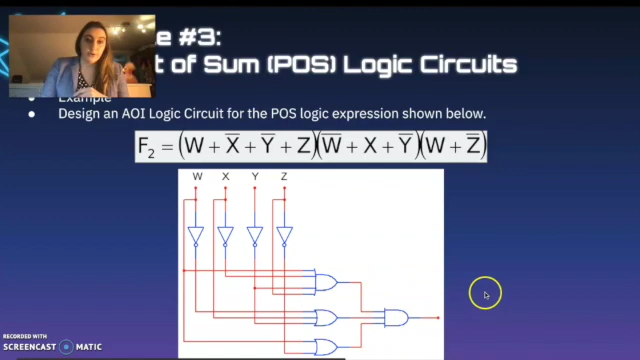 e #3:
t of Sum (POS) Logic Circuits
Example
Design an AOI Logic Circuit for the POS logic expression shown below.
F₂ = (W + X̅ + Y̅ + Z)(W̅ + X + Y̅)(W + Z̅)
W X Y Z
RECORDED WITH
SCREENCAST MATIC